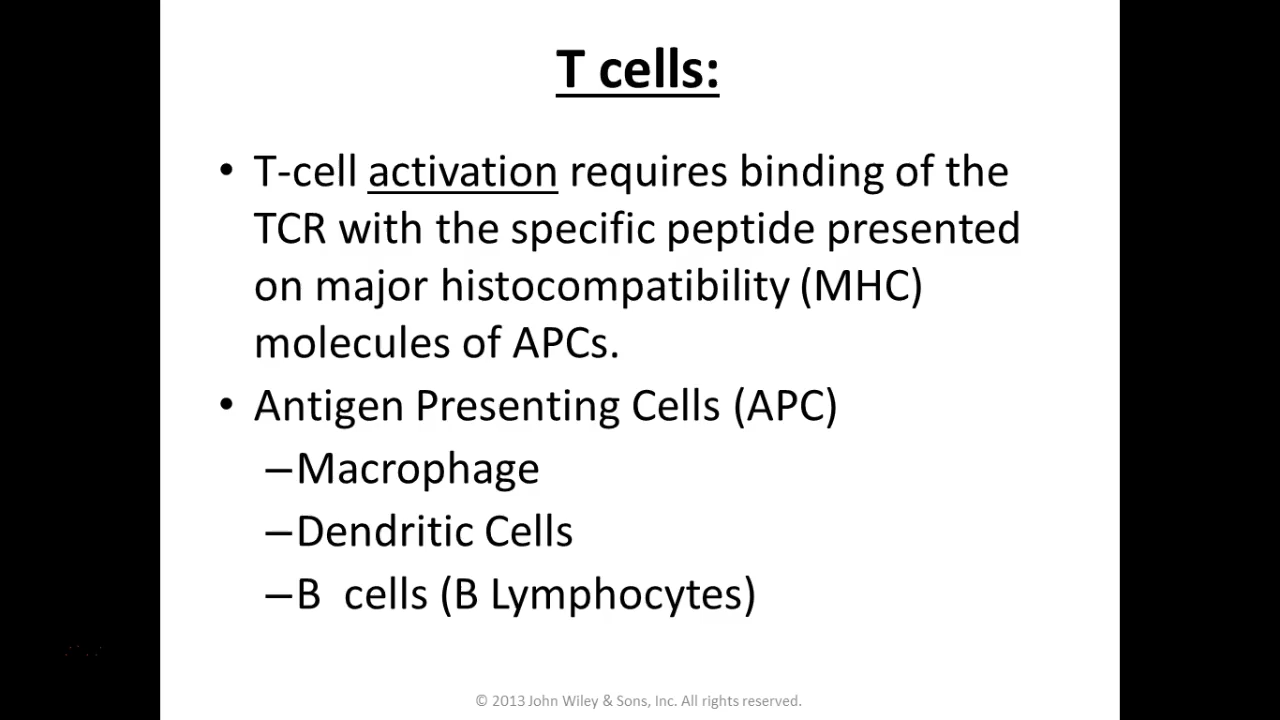 T cells:
• T-cell activation requires binding of the
TCR with the specific peptide presented
on major histocompatibility (MHC)
molecules of APCs.
• Antigen Presenting Cells (APC)
–Macrophage
–Dendritic Cells
–B  cells (B Lymphocytes)
© 2013 John Wiley & Sons, Inc. All rights reserved.